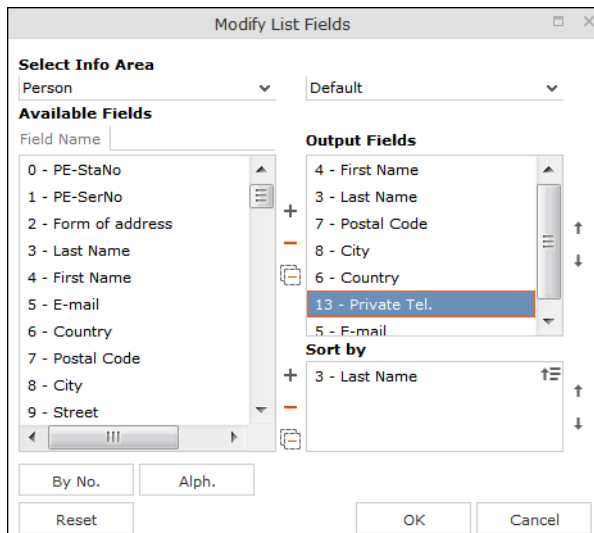 Modify List Fields
Select Info Area
Person
Default
Available Fields
Field Name
0 - PE-StaNo
1 - PE-SerNo
2 - Form of address
3 - Last Name
4 - First Name
5 - E-mail
6 - Country
7 - Postal Code
8 - City
9 - Street
Output Fields
4 - First Name
3 - Last Name
7 - Postal Code
8 - City
6 - Country
13 - Private Tel.
5 - E-mail
Sort by
3 - Last Name
By No.
Alph.
Reset
OK
Cancel